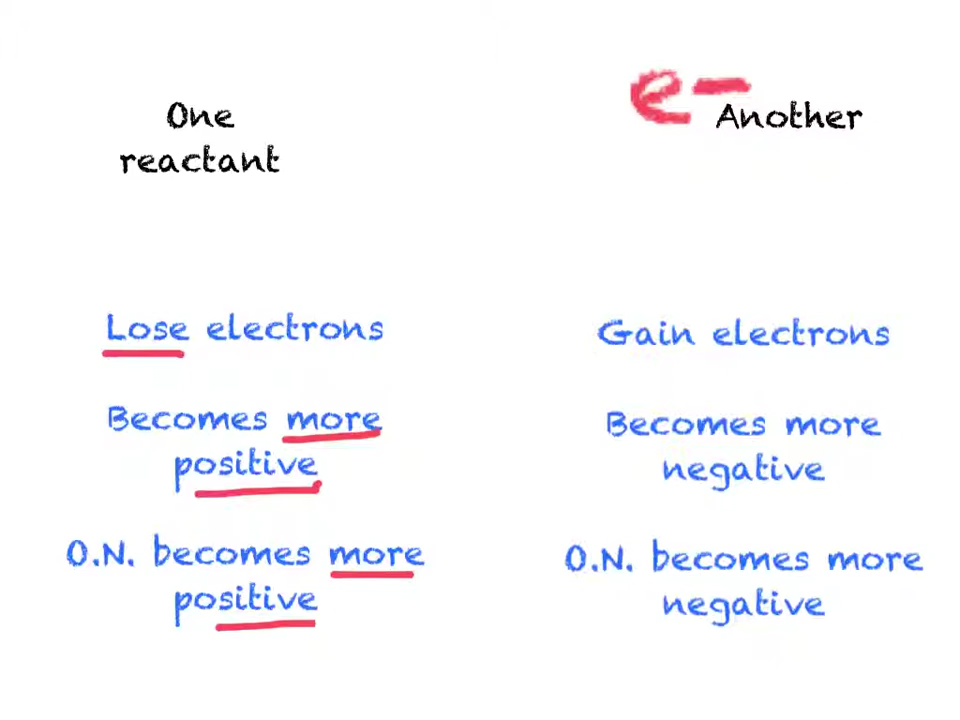 One
reactant
e- Another
Lose electrons
Becomes more
positive
O.N. becomes more
positive
Gain electrons
Becomes more
negative
O.N. becomes more
negative